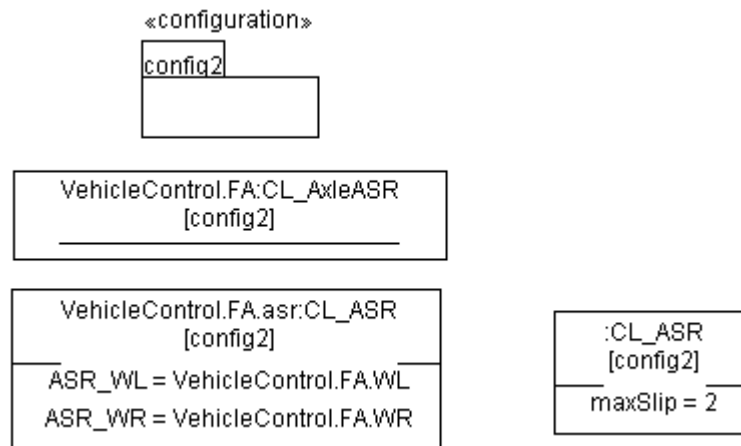 «configuration»
config2
VehicleControl.FA:CL_AxleASR
[config2]
VehicleControl.FA.asr:CL_ASR
[config2]
ASR_WL = VehicleControl.FA.WL
ASR_WR = VehicleControl.FA.WR
:CL_ASR
[config2]
maxSlip = 2